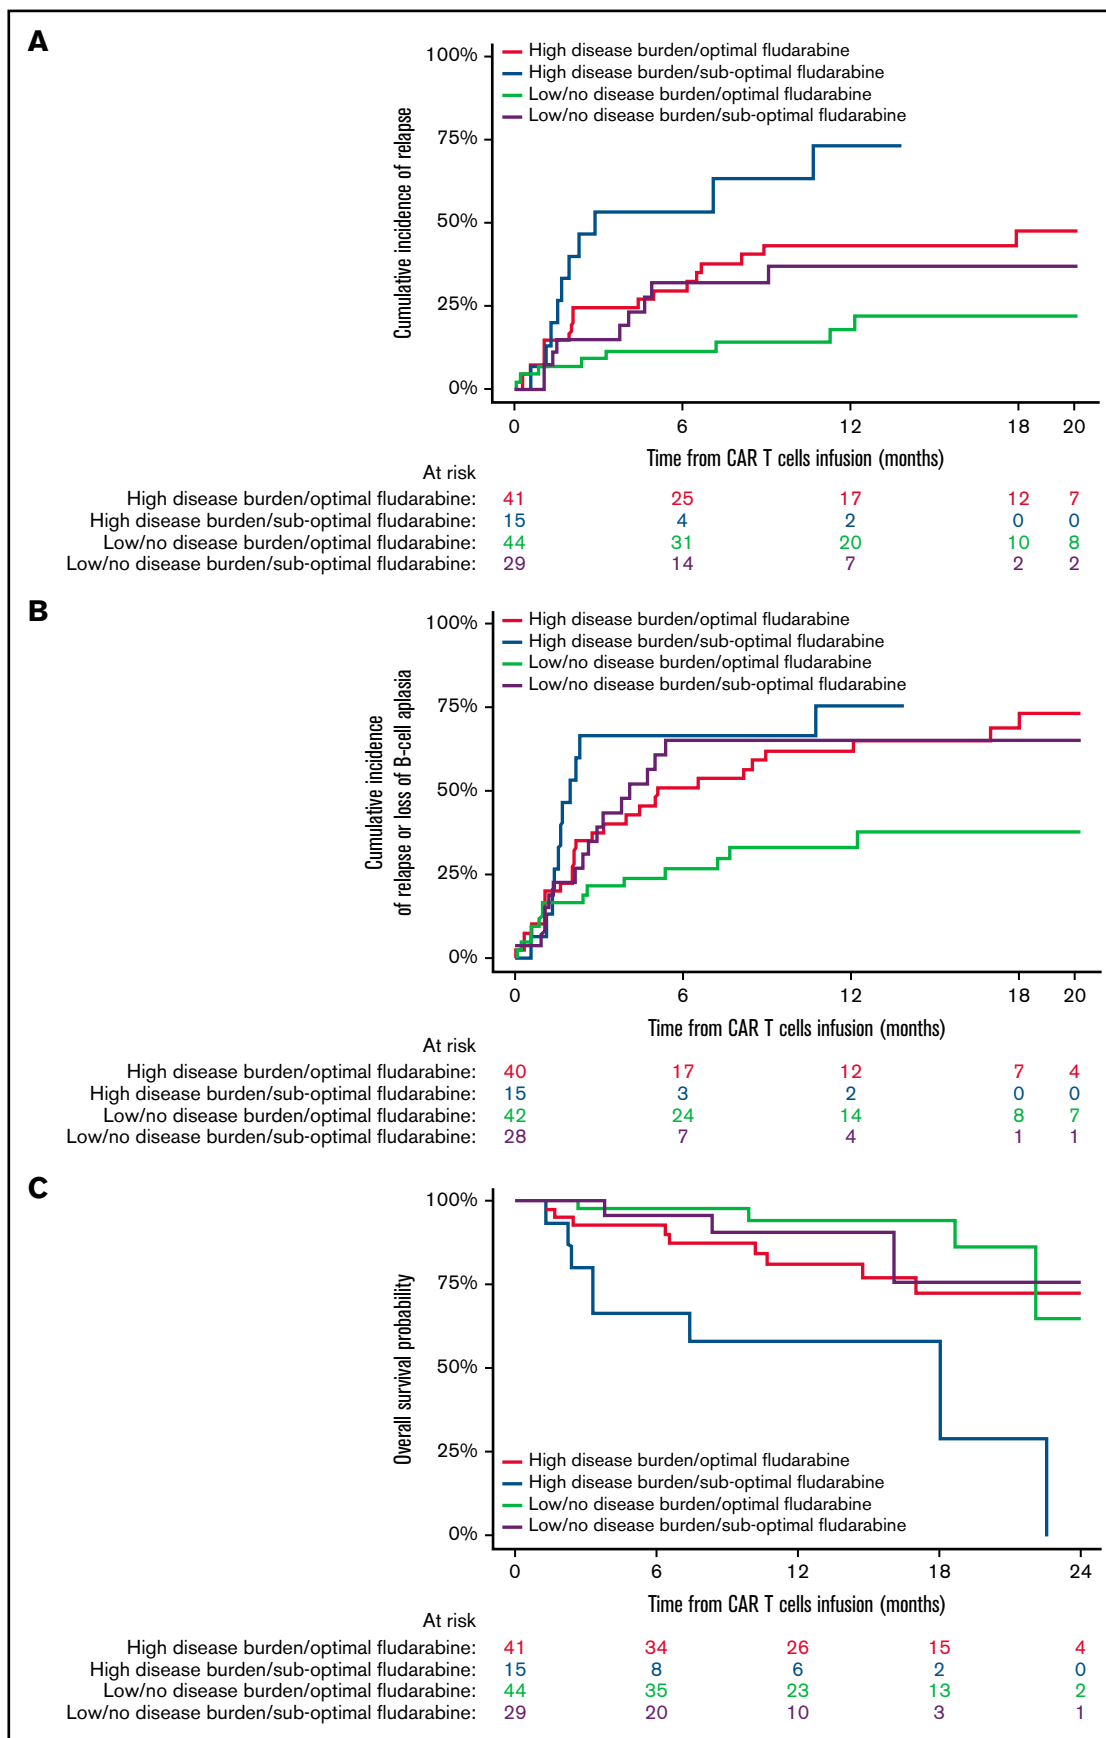 A
100%
75%
50%
25%
0%
Cumulative incidence of relapse
High disease burden/optimal fludarabine
High disease burden/sub-optimal fludarabine
Low/no disease burden/optimal fludarabine
Low/no disease burden/sub-optimal fludarabine
0 6 12 18 20
Time from CAR T cells infusion (months)
At risk
High disease burden/optimal fludarabine: 41 25 17 12 7
High disease burden/sub-optimal fludarabine: 15 4 2 0 0
Low/no disease burden/optimal fludarabine: 44 31 20 10 8
Low/no disease burden/sub-optimal fludarabine: 29 14 7 2 2
B
100%
75%
50%
25%
0%
Cumulative incidence
of relapse or loss of B-cell aplasia
High disease burden/optimal fludarabine
High disease burden/sub-optimal fludarabine
Low/no disease burden/optimal fludarabine
Low/no disease burden/sub-optimal fludarabine
0 6 12 18 20
Time from CAR T cells infusion (months)
At risk
High disease burden/optimal fludarabine: 40 17 12 7 4
High disease burden/sub-optimal fludarabine: 15 3 2 0 0
Low/no disease burden/optimal fludarabine: 42 24 14 8 7
Low/no disease burden/sub-optimal fludarabine: 28 7 4 1 1
C
100%
75%
50%
25%
0%
Overall survival probability
High disease burden/optimal fludarabine
High disease burden/sub-optimal fludarabine
Low/no disease burden/optimal fludarabine
Low/no disease burden/sub-optimal fludarabine
0 6 12 18 24
Time from CAR T cells infusion (months)
At risk
High disease burden/optimal fludarabine: 41 34 26 15 4
High disease burden/sub-optimal fludarabine: 15 8 6 2 0
Low/no disease burden/optimal fludarabine: 44 35 23 13 2
Low/no disease burden/sub-optimal fludarabine: 29 20 10 3 1